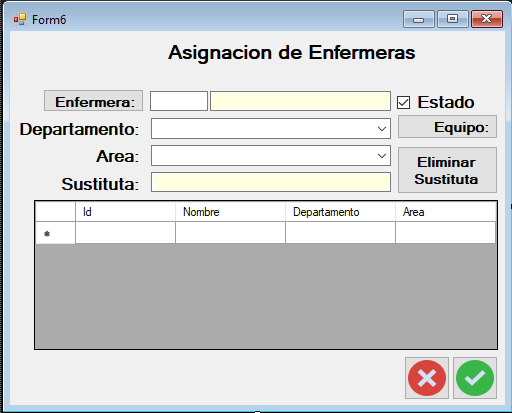 Form6
Asignacion de Enfermeras
Enfermera:
Estado
Departamento:
Equipo:
Area:
Eliminar
Sustituta
Sustituta:
Id Nombre Departamento Area
*